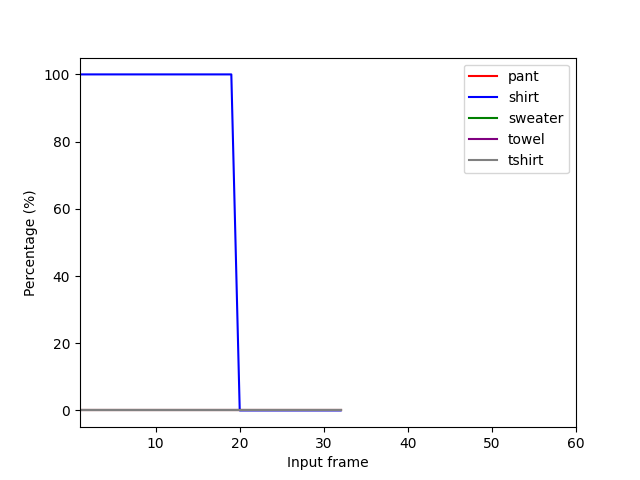 100
80
60
40
20
0
Percentage (%)
10 20 30 40 50 60
Input frame
pant
shirt
sweater
towel
tshirt